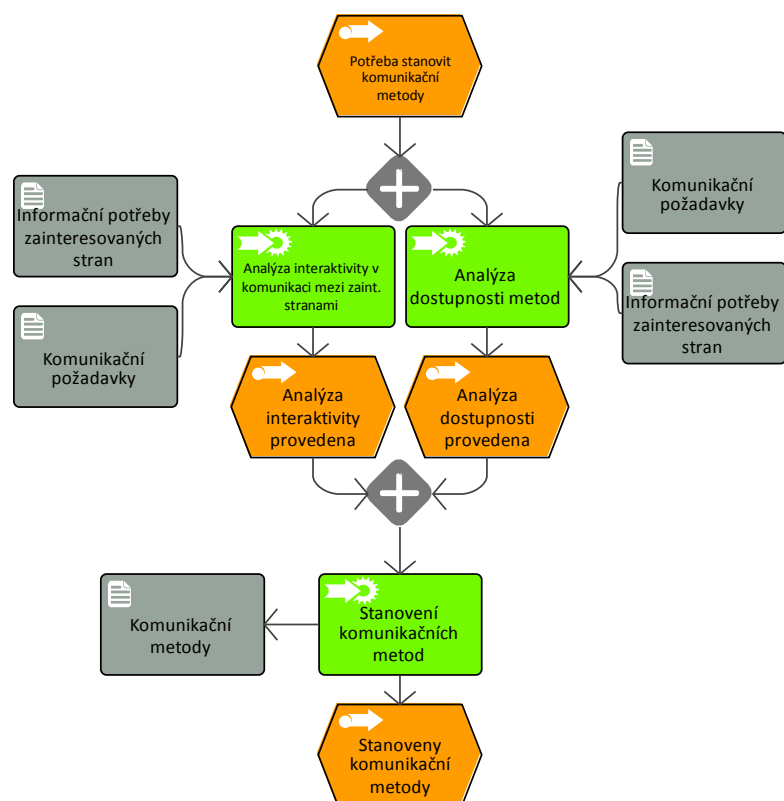 Potřeba stanovit
komunikační
metody
Komunikační
požadavky
Informační potřeby
zainteresovaných
stran
Analýza interaktivity v
komunikaci mezi zaint.
stranami
Analýza
dostupnosti metod
Informační potřeby
zainteresovaných
stran
Komunikační
požadavky
Analýza
interaktivity
provedena
Analýza
dostupnosti
provedena
Komunikační
metody
Stanovení
komunikačních
metod
Stanoveny
komunikační
metody